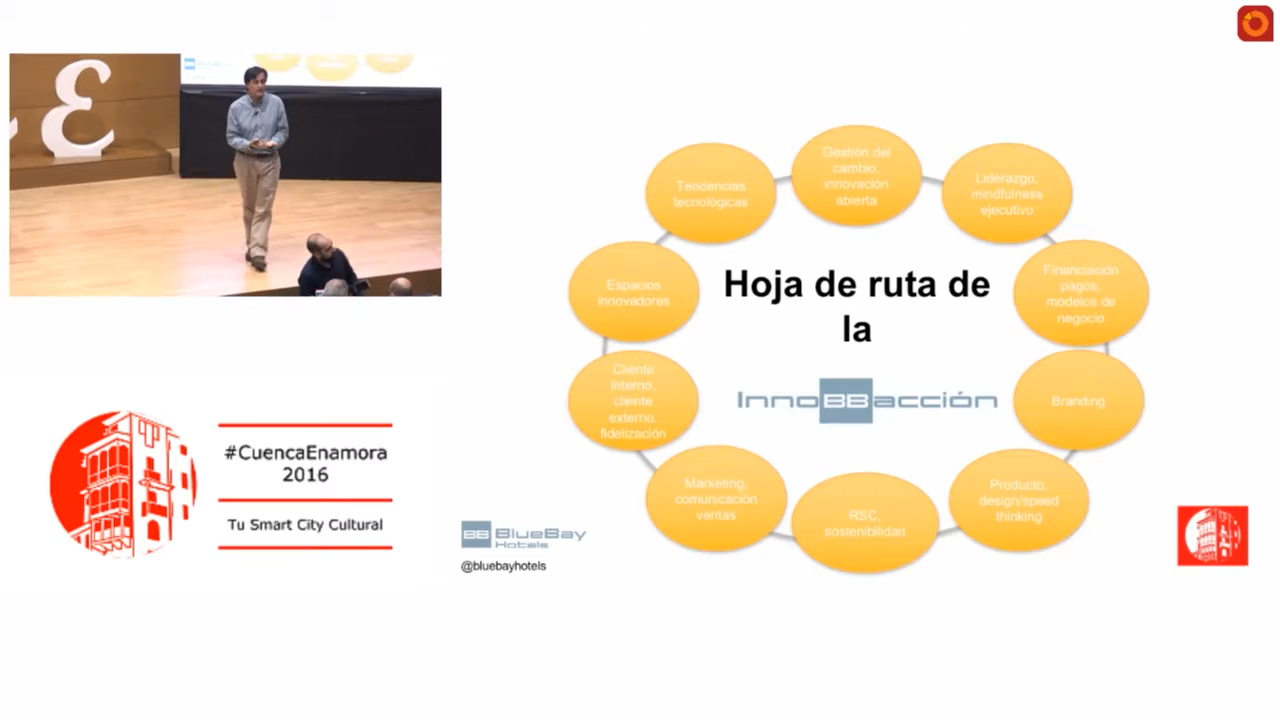 Gestión del
cambio,
innovación
abierta
Liderazgo,
mindfulness
ejecutivo
Financiación
pagos,
modelos de
negocio
Branding
Producto,
design/speed
thinking
RSC,
sostenibilidad
Marketing,
comunicación
ventas
Cliente
interno,
cliente
externo,
fidelización
Espacios
innovadores
Tendencias
tecnológicas
Hoja de ruta de
la
InnoBBacción
#CuencaEnamora
2016
Tu Smart City Cultural
BB BlueBay
Hotels
@bluebayhotels